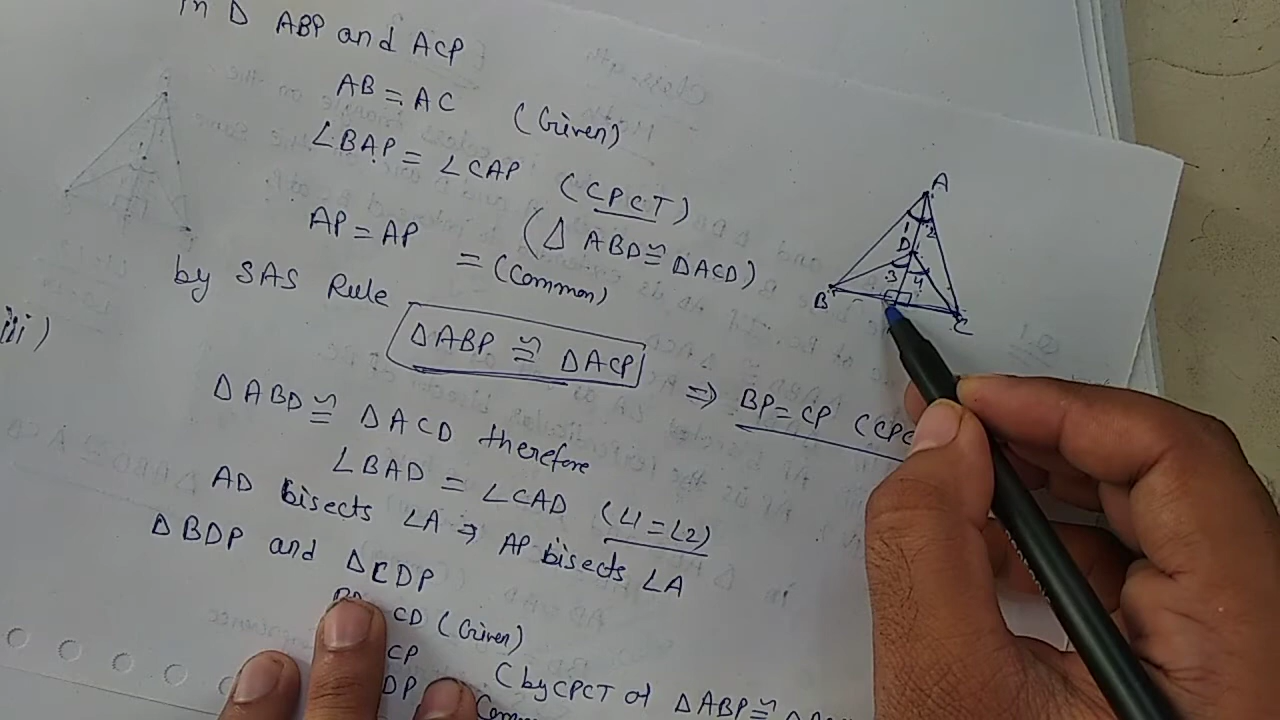 In Δ ABP and ACP
AB = AC (Given)
∠BAP = ∠CAP (CPCT)
(Δ ABD ≅ ΔACD)
AP = AP = (Common)
by SAS Rule
ΔABP ≅ ΔACP ⇒ BP = CP (CPC
iii)
ΔABD ≅ ΔACD therefore
∠BAD = ∠CAD (∠1 = ∠2)
AD bisects ∠A ⇒ AP bisects ∠A
ΔBDP and ΔCDP
CD (Given)
CP (by CPCT of ΔABP ≅
DP
A
1 2
D
3 4
B
C